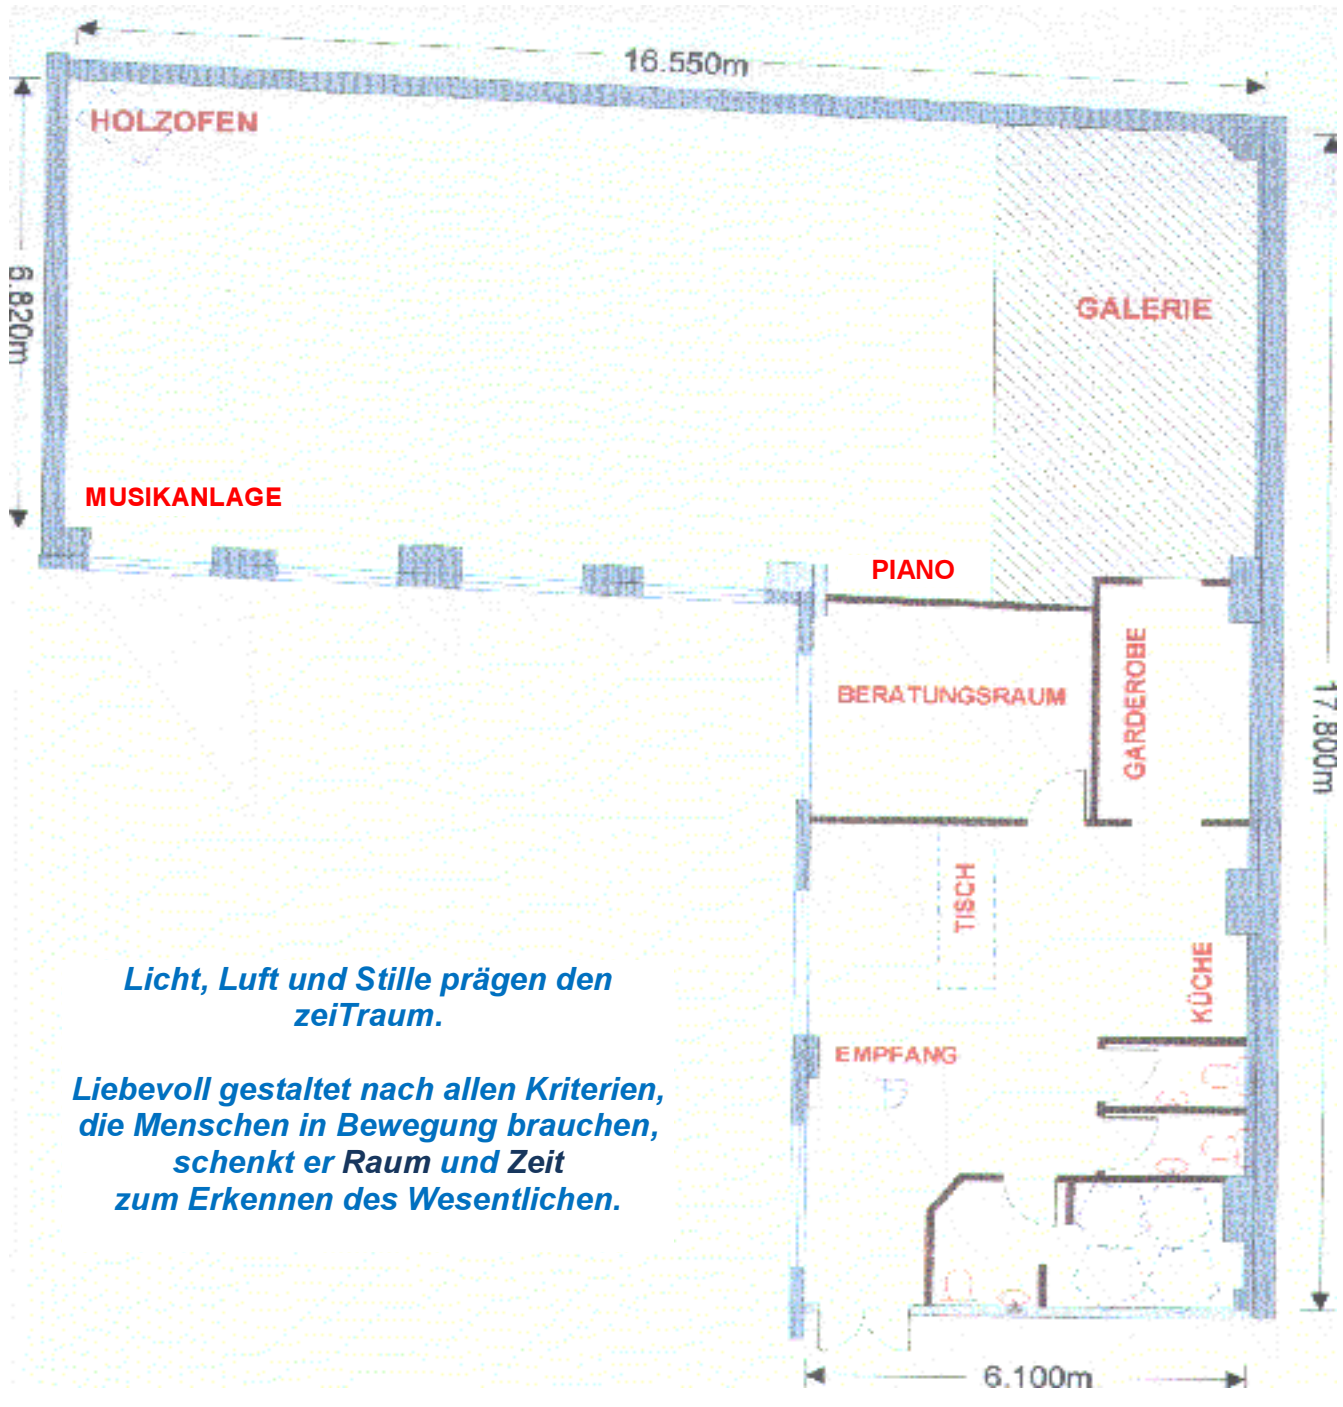 16.550m
HOLZOFEN
6.820m
GALERIE
MUSIKANLAGE
PIANO
BERATUNGSRAUM
GARDEROBE
17.800m
TISCH
KÜCHE
EMPFANG
Licht, Luft und Stille prägen den
zeiTraum.
Liebevoll gestaltet nach allen Kriterien,
die Menschen in Bewegung brauchen,
schenkt er Raum und Zeit
zum Erkennen des Wesentlichen.
6.100m